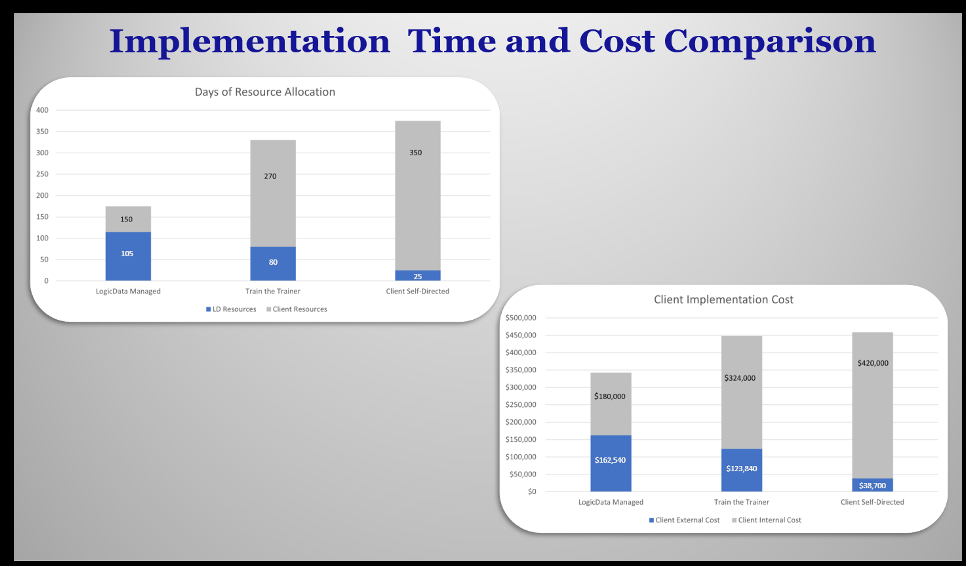 Implementation Time and Cost Comparison
Days of Resource Allocation
400
350
300
250
200
150
100
50
0
150
105
270
80
350
25
LogicData Managed
Train the Trainer
Client Self-Directed
LD Resources
Client Resources
Client Implementation Cost
$500,000
$450,000
$400,000
$350,000
$300,000
$250,000
$200,000
$150,000
$100,000
$50,000
$0
$180,000
$162,540
$324,000
$123,840
$420,000
$38,700
LogicData Managed
Train the Trainer
Client Self-Directed
Client External Cost
Client Internal Cost